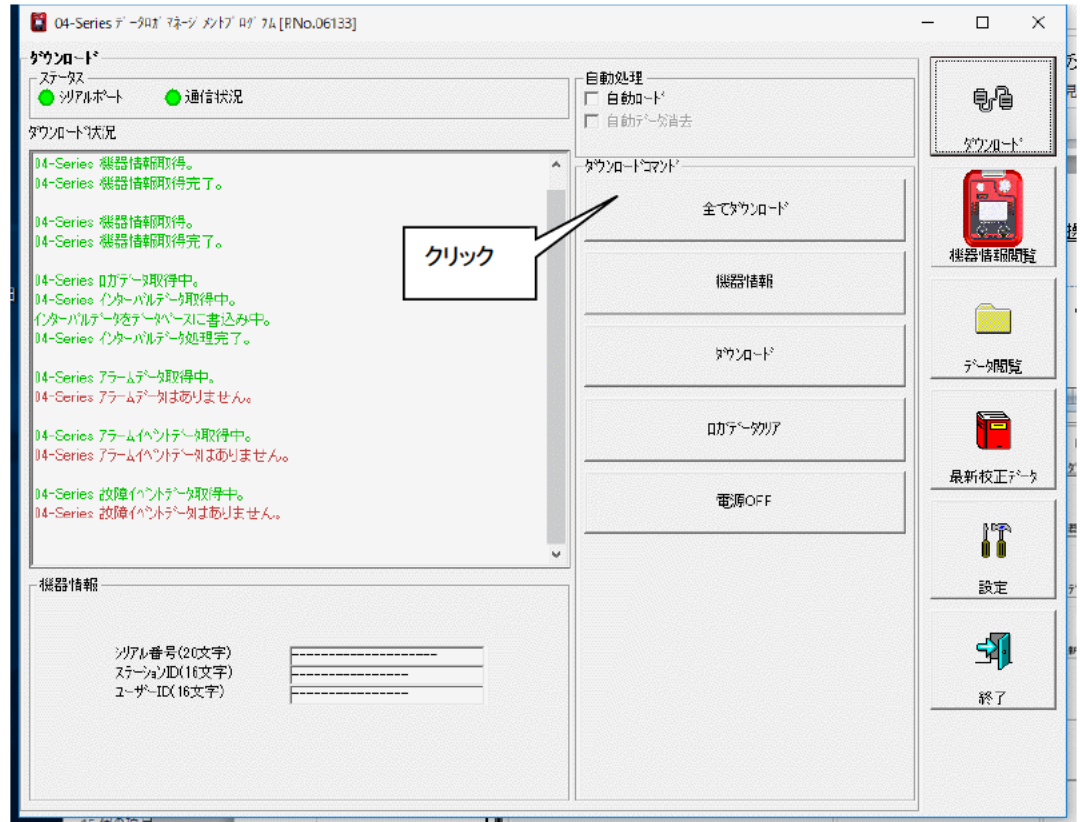 04-Series ﾃﾞｰﾀﾛｶﾞﾏﾈｰｼﾞﾒﾝﾄﾌﾟﾛｸﾞﾗﾑ [P.No.06133]
ﾀﾞｳﾝﾛｰﾄﾞ
ｽﾃｰﾀｽ
ｼﾘｱﾙﾎﾟｰﾄ
通信状況
ﾀﾞｳﾝﾛｰﾄﾞ状況
04-Series 機器情報取得。
04-Series 機器情報取得完了。
04-Series 機器情報取得。
04-Series 機器情報取得完了。
04-Series ﾛｶﾞﾃﾞｰﾀ取得中。
04-Series ｲﾝﾀｰﾊﾞﾙﾃﾞｰﾀ取得中。
ｲﾝﾀｰﾊﾞﾙﾃﾞｰﾀをﾃﾞｰﾀﾍﾞｰｽに書込み中。
04-Series ｲﾝﾀｰﾊﾞﾙﾃﾞｰﾀ処理完了。
04-Series ｱﾗｰﾑﾃﾞｰﾀ取得中。
04-Series ｱﾗｰﾑﾃﾞｰﾀはありません。
04-Series ｱﾗｰﾑｲﾍﾞﾝﾄﾃﾞｰﾀ取得中。
04-Series ｱﾗｰﾑｲﾍﾞﾝﾄﾃﾞｰﾀはありません。
04-Series 故障ｲﾍﾞﾝﾄﾃﾞｰﾀ取得中。
04-Series 故障ｲﾍﾞﾝﾄﾃﾞｰﾀはありません。
機器情報
ｼﾘｱﾙ番号(20文字)
--------------------
ｽﾃｰｼｮﾝID(16文字)
----------------
ﾕｰｻﾞｰID(16文字)
----------------
自動処理
自動ﾛｰﾄﾞ
自動ﾃﾞｰﾀ消去
ﾀﾞｳﾝﾛｰﾄﾞｺﾏﾝﾄﾞ
全てﾀﾞｳﾝﾛｰﾄﾞ
クリック
機器情報
ﾀﾞｳﾝﾛｰﾄﾞ
ﾛｶﾞﾃﾞｰﾀｸﾘｱ
電源OFF
ﾀﾞｳﾝﾛｰﾄﾞ
機器情報閲覧
ﾃﾞｰﾀ閲覧
最新校正ﾃﾞｰﾀ
設定
終了